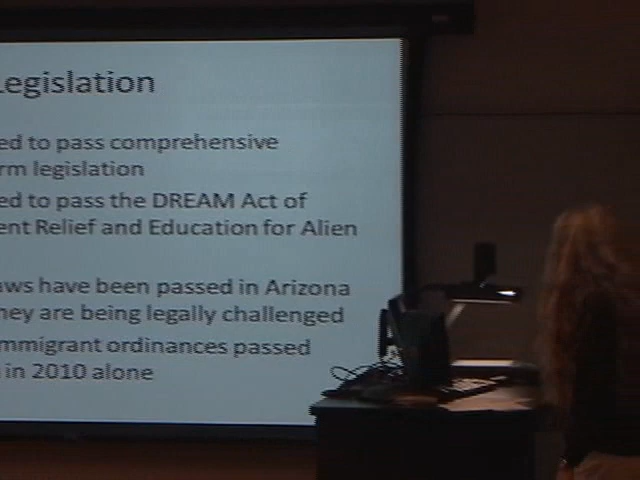 Legislation
ed to pass comprehensive
rm legislation
ed to pass the DREAM Act of
ent Relief and Education for Alien
aws have been passed in Arizona
hey are being legally challenged
mmigrant ordinances passed
in 2010 alone